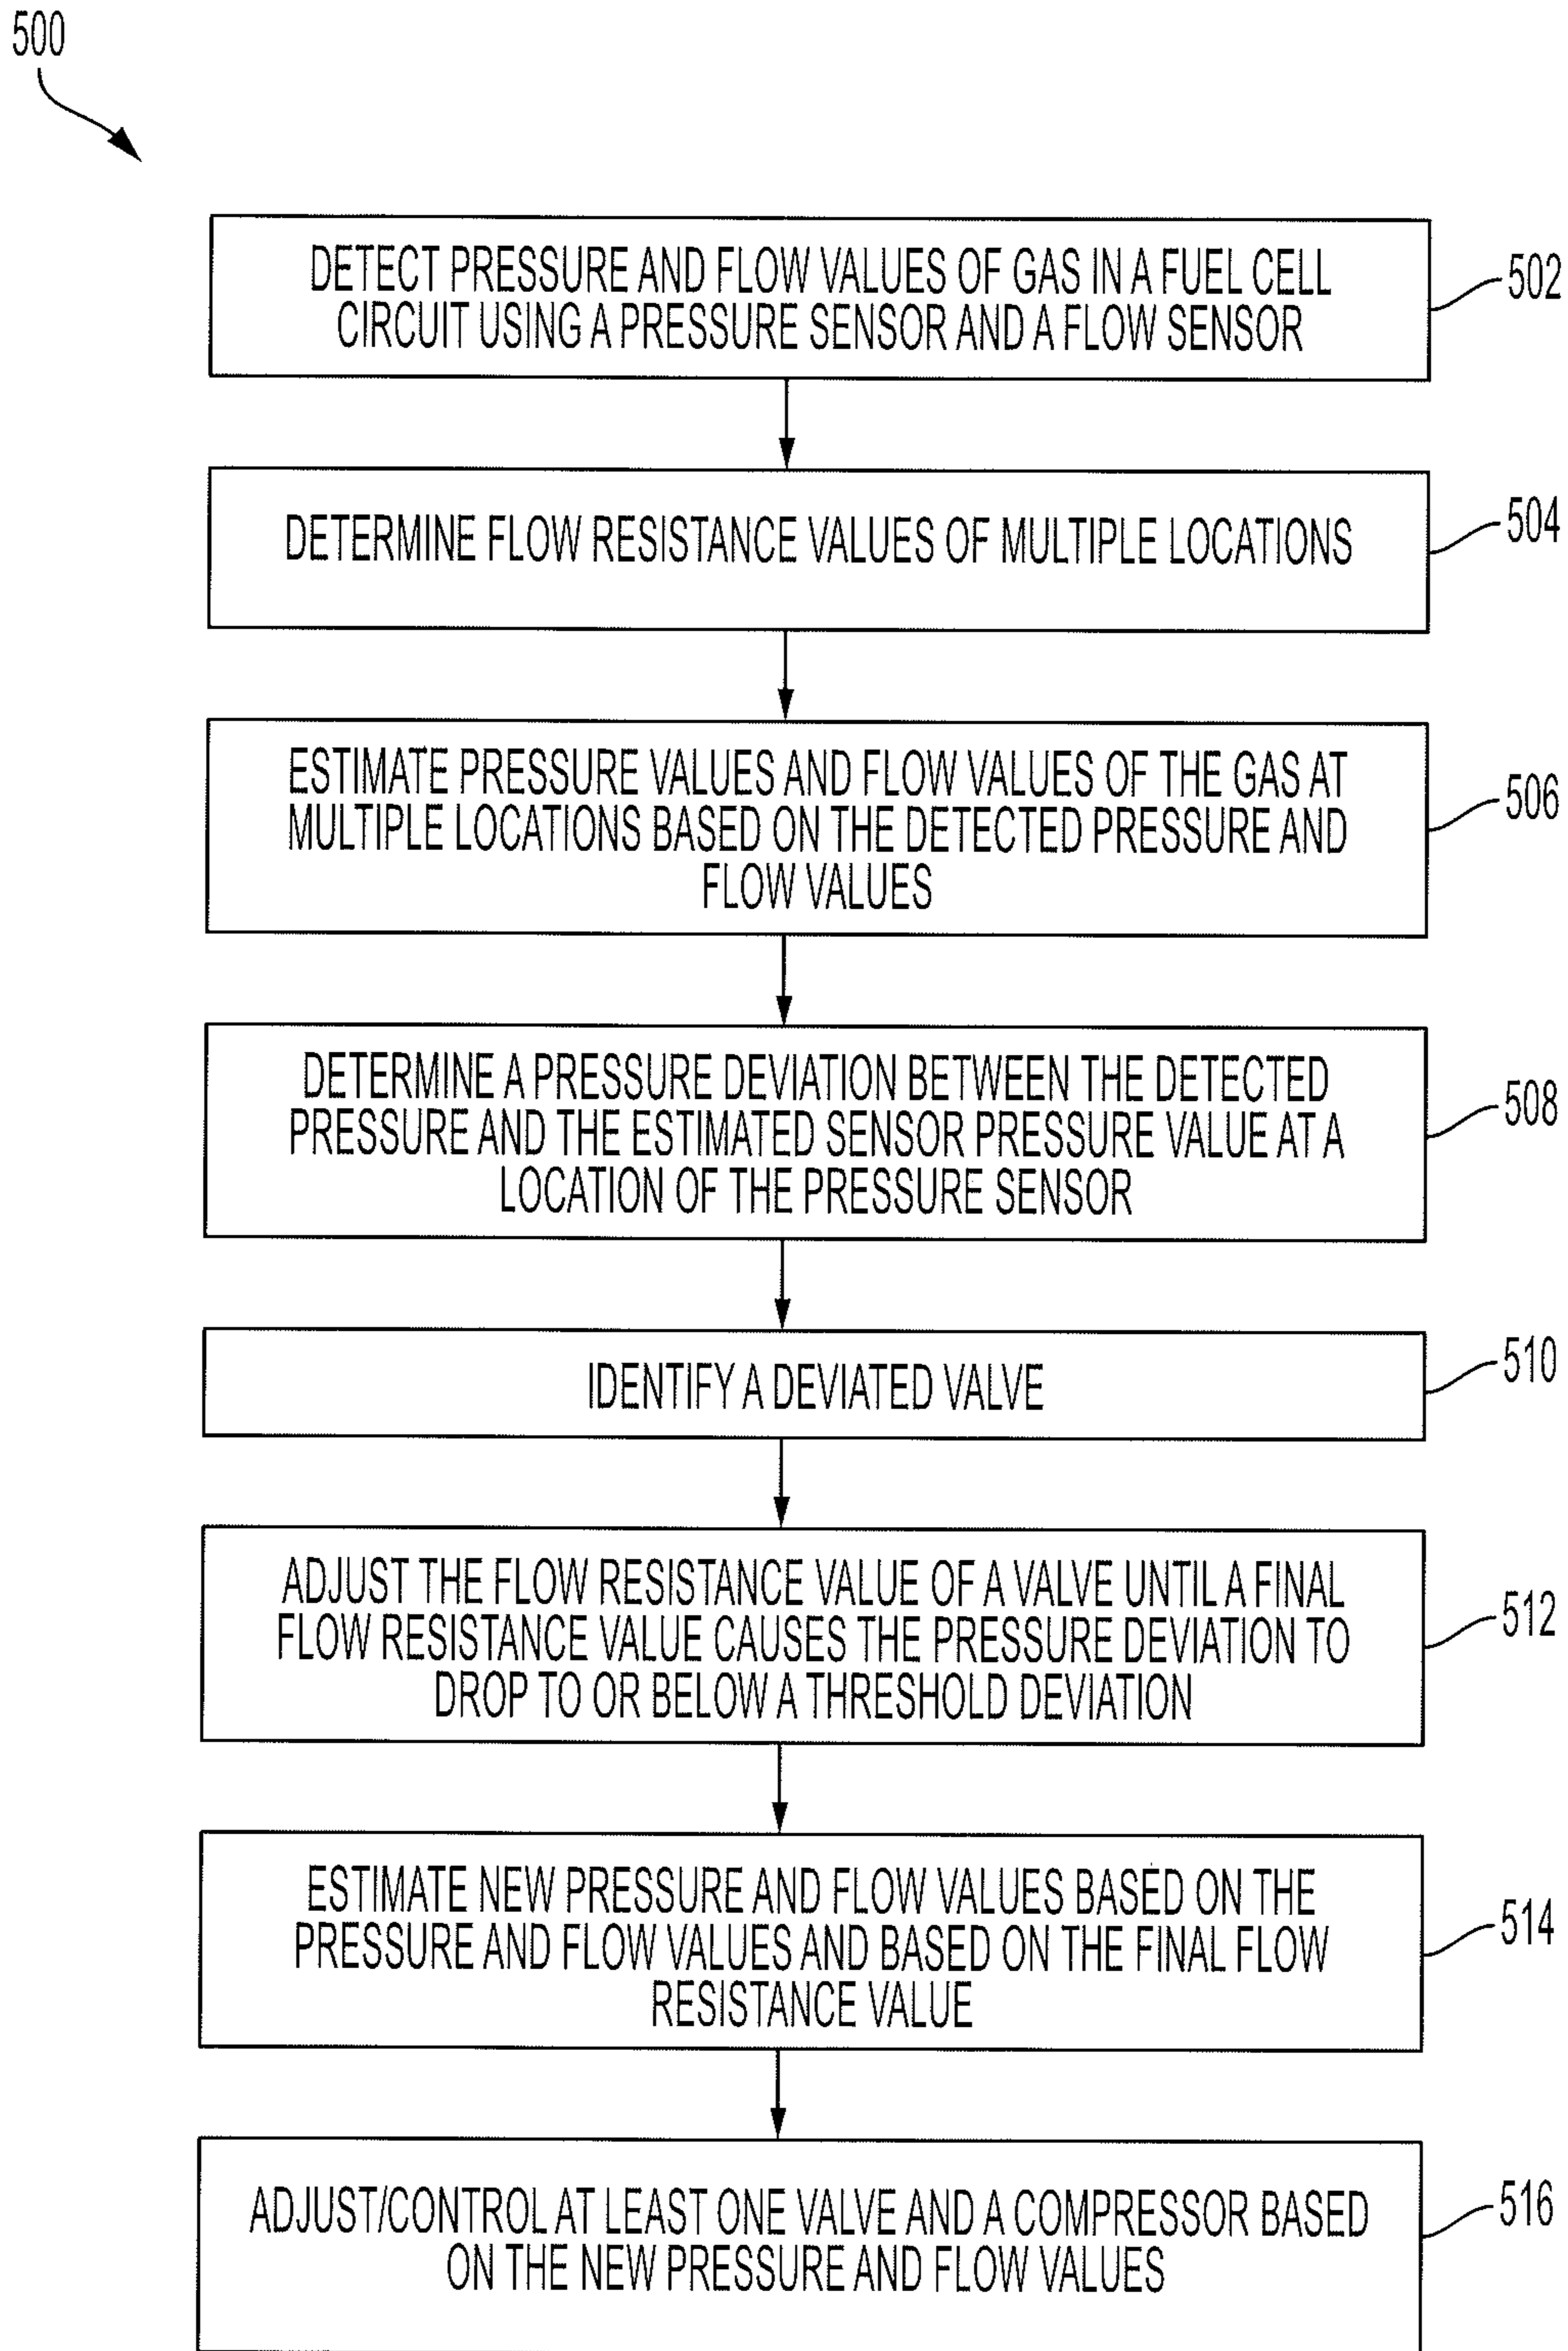 500
DETECT PRESSURE AND FLOW VALUES OF GAS IN A FUEL CELL
CIRCUIT USING A PRESSURE SENSOR AND A FLOW SENSOR
502
DETERMINE FLOW RESISTANCE VALUES OF MULTIPLE LOCATIONS
504
ESTIMATE PRESSURE VALUES AND FLOW VALUES OF THE GAS AT
MULTIPLE LOCATIONS BASED ON THE DETECTED PRESSURE AND
FLOW VALUES
506
DETERMINE A PRESSURE DEVIATION BETWEEN THE DETECTED
PRESSURE AND THE ESTIMATED SENSOR PRESSURE VALUE AT A
LOCATION OF THE PRESSURE SENSOR
508
IDENTIFY A DEVIATED VALVE
510
ADJUST THE FLOW RESISTANCE VALUE OF A VALVE UNTIL A FINAL
FLOW RESISTANCE VALUE CAUSES THE PRESSURE DEVIATION TO
DROP TO OR BELOW A THRESHOLD DEVIATION
512
ESTIMATE NEW PRESSURE AND FLOW VALUES BASED ON THE
PRESSURE AND FLOW VALUES AND BASED ON THE FINAL FLOW
RESISTANCE VALUE
514
ADJUST/CONTROL AT LEAST ONE VALVE AND A COMPRESSOR BASED
ON THE NEW PRESSURE AND FLOW VALUES
516